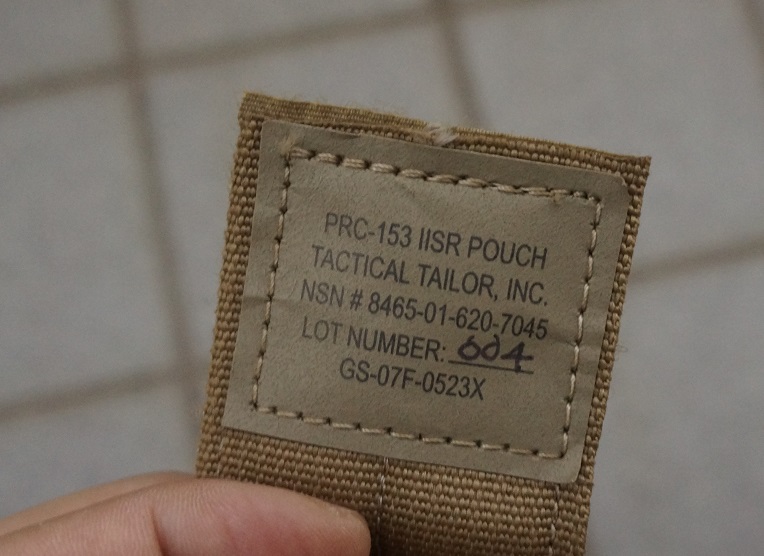 PRC-153 IISR POUCH
TACTICAL TAILOR, INC.
NSN # 8465-01-620-7045
LOT NUMBER: 004
GS-07F-0523X